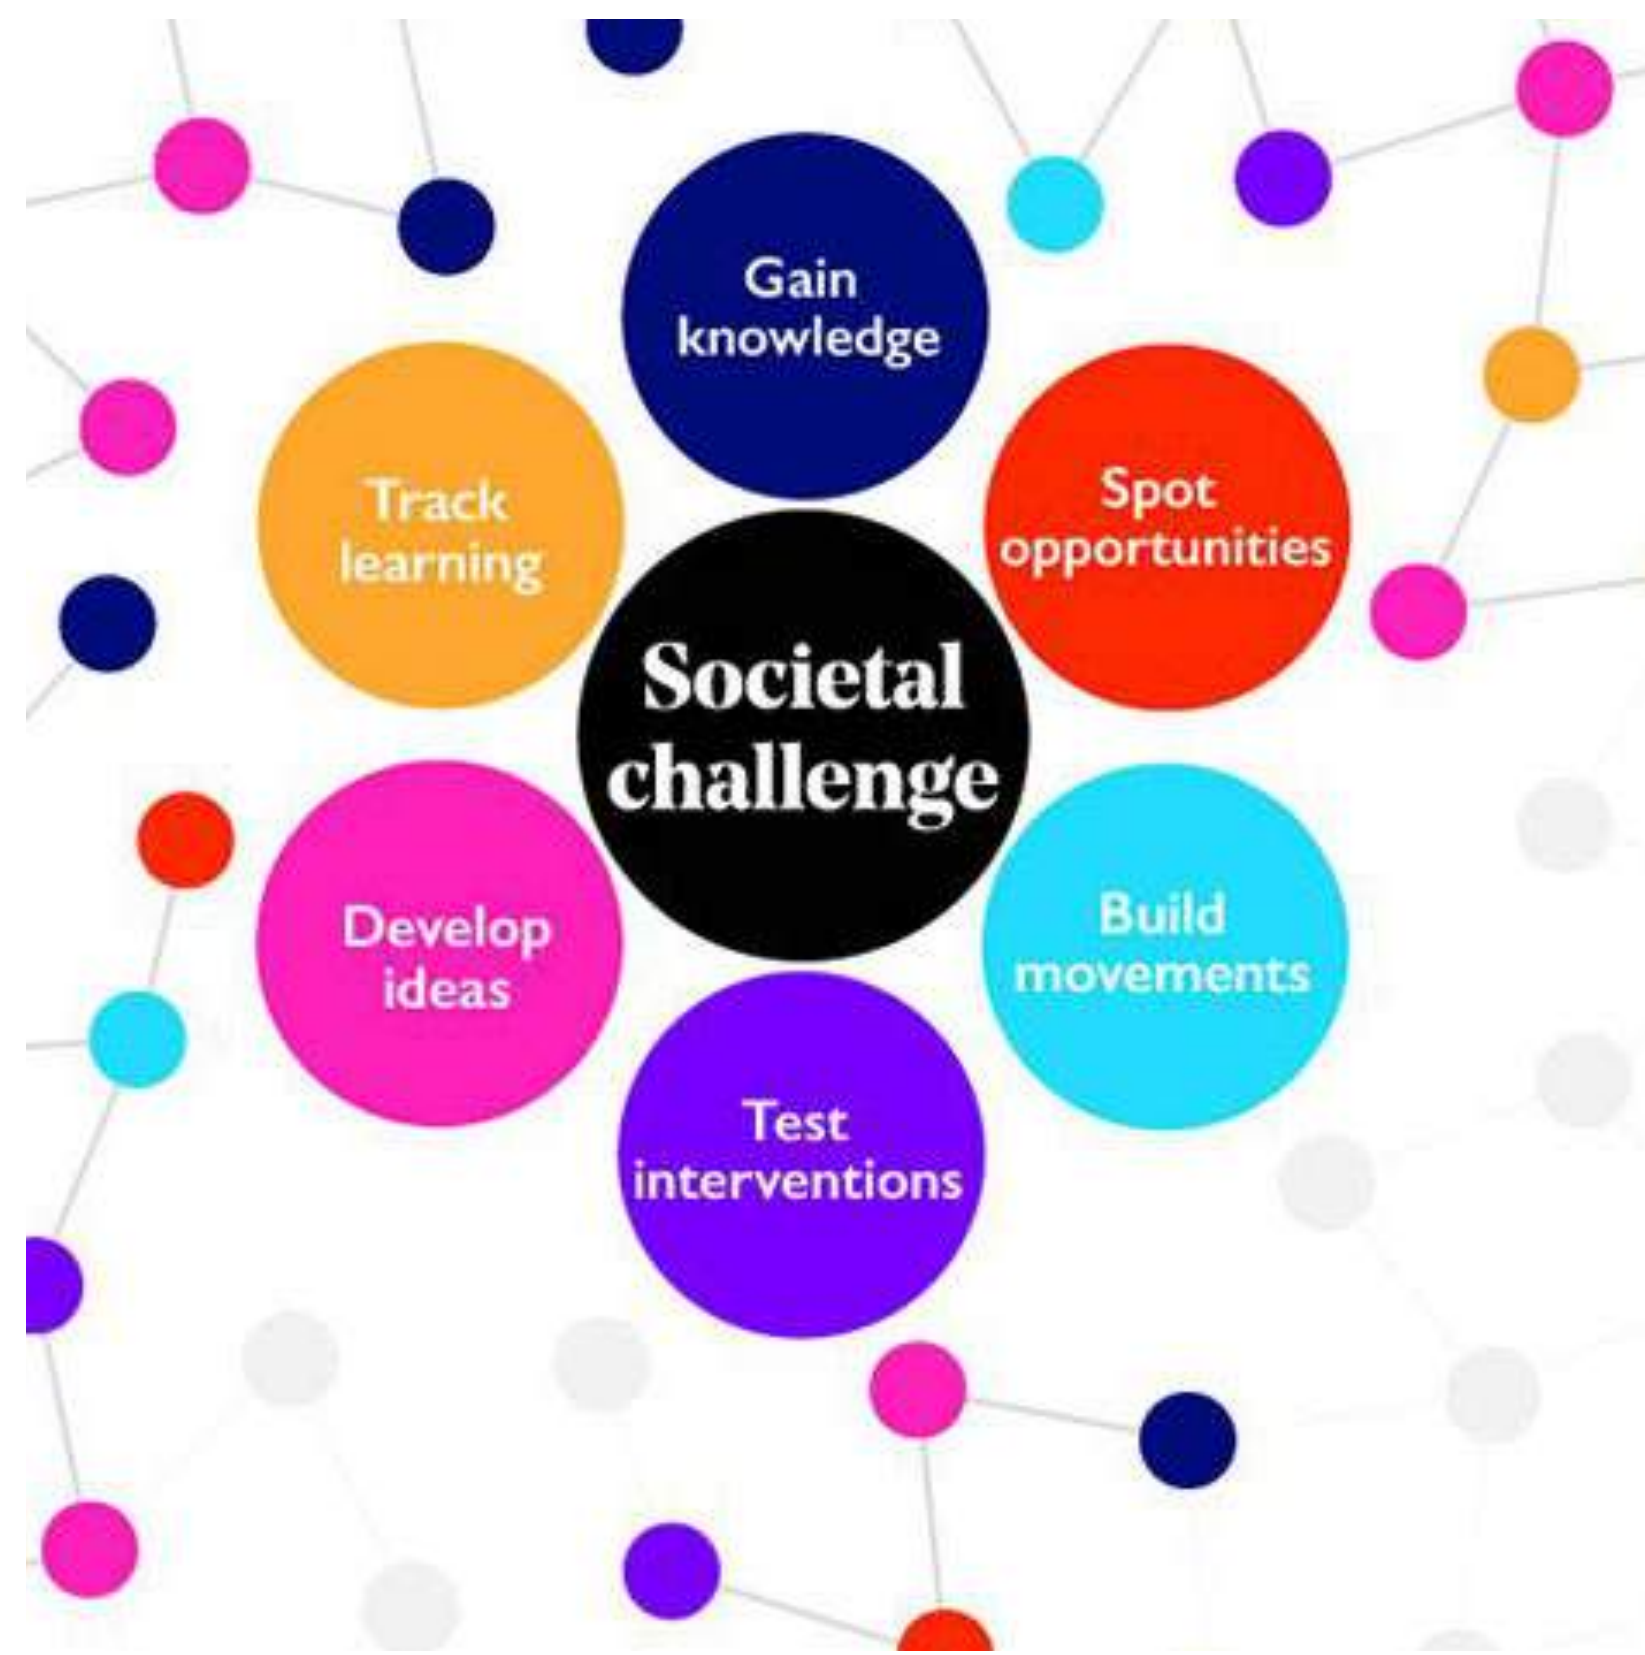 Gain
knowledge
Spot
opportunities
Track
learning
Societal
challenge
Build
movements
Develop
ideas
Test
interventions